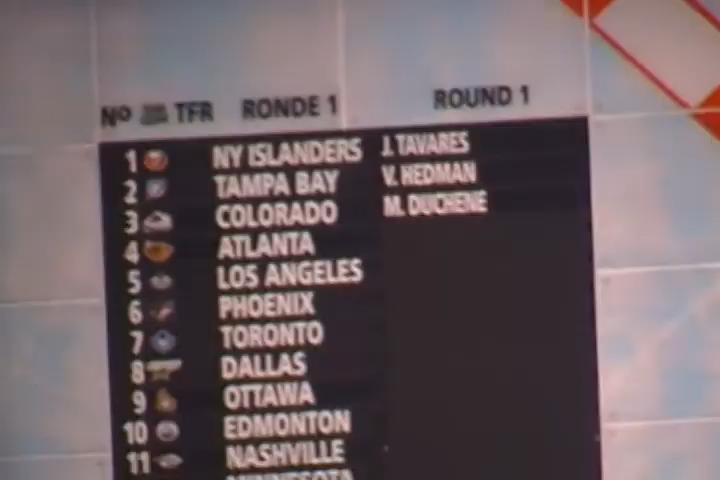 Nº TFR RONDE 1 ROUND 1
1 NY ISLANDERS J. TAVARES
2 TAMPA BAY V. HEDMAN
3 COLORADO M. DUCHENE
4 ATLANTA
5 LOS ANGELES
6 PHOENIX
7 TORONTO
8 DALLAS
9 OTTAWA
10 EDMONTON
11 NASHVILLE
MINNESOTA